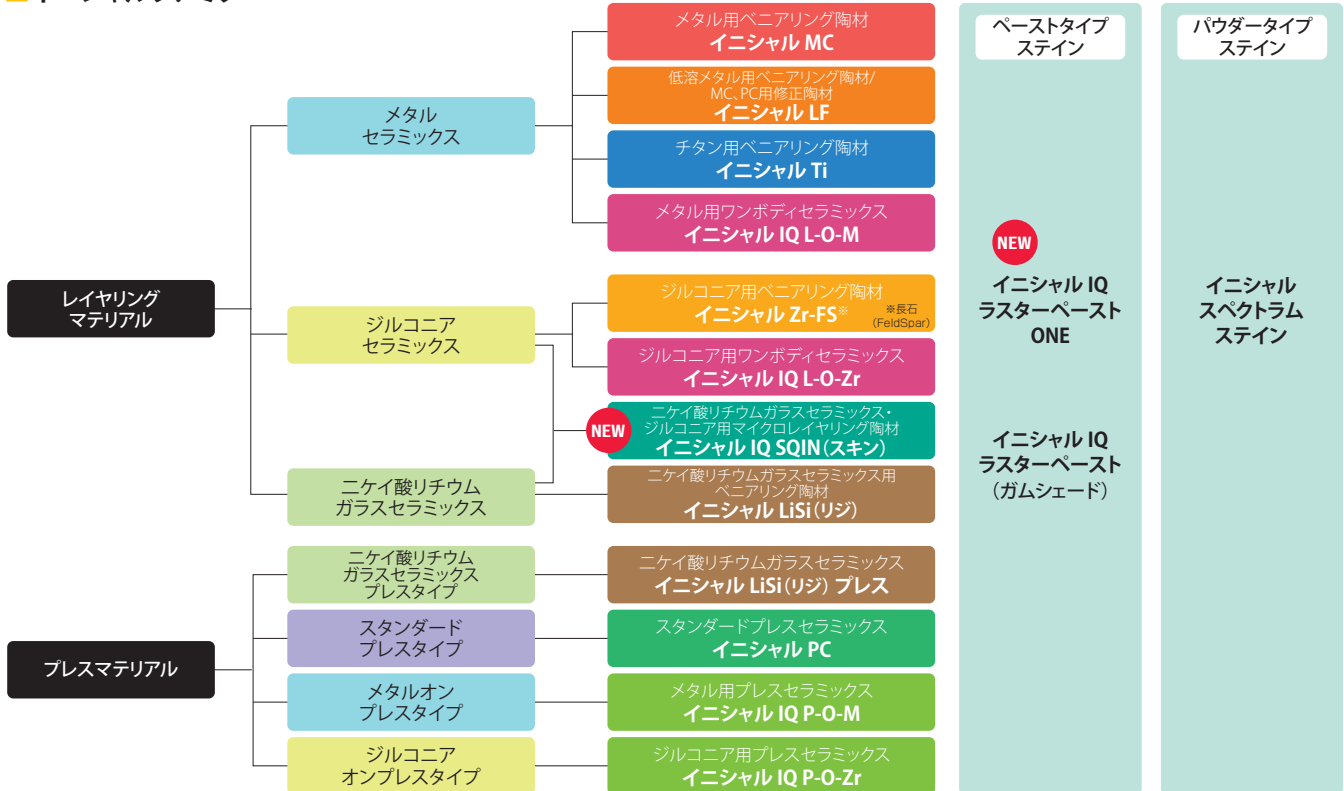 レイヤリング
マテリアル
メタル
セラミックス
メタル用ベニアリング陶材
イニシャル MC
低溶メタル用ベニアリング陶材/
MC、PC用修正陶材
イニシャル LF
チタン用ベニアリング陶材
イニシャル Ti
メタル用ワンボディセラミックス
イニシャル IQ L-O-M
ジルコニア
セラミックス
ジルコニア用ベニアリング陶材
イニシャル Zr-FS※
※長石
(FeldSpar)
ジルコニア用ワンボディセラミックス
イニシャル IQ L-O-Zr
NEW
ニケイ酸リチウムガラスセラミックス・
ジルコニア用マイクロレイヤリング陶材
イニシャル IQ SQIN(スキン)
ニケイ酸リチウム
ガラスセラミックス
ニケイ酸リチウムガラスセラミックス用
ベニアリング陶材
イニシャル LiSi(リジ)
プレスマテリアル
ニケイ酸リチウム
ガラスセラミックス
プレスタイプ
ニケイ酸リチウムガラスセラミックス
イニシャル LiSi(リジ) プレス
スタンダード
プレスタイプ
スタンダードプレスセラミックス
イニシャル PC
メタルオン
プレスタイプ
メタル用プレスセラミックス
イニシャル IQ P-O-M
ジルコニア
オンプレスタイプ
ジルコニア用プレスセラミックス
イニシャル IQ P-O-Zr
ペーストタイプ
ステイン
NEW
イニシャル IQ
ラスターペースト
ONE
イニシャル IQ
ラスターペースト
(ガムシェード)
パウダータイプ
ステイン
イニシャル
スペクトラム
ステイン